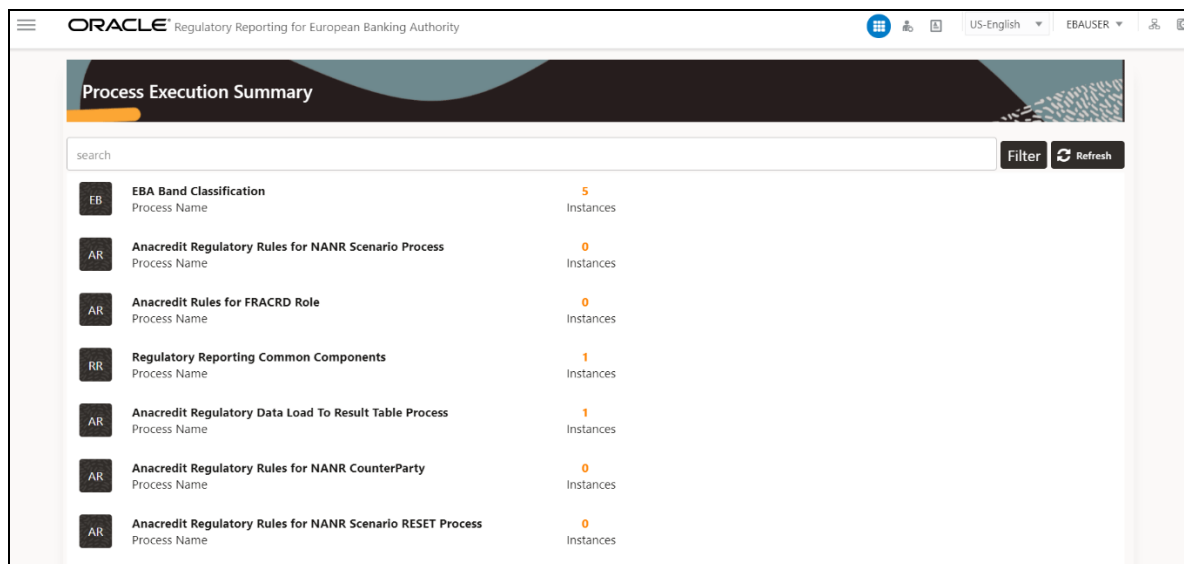 ORACLE® Regulatory Reporting for European Banking Authority
US-English
EBAUSER
Process Execution Summary
search
Filter
Refresh
EB
EBA Band Classification
Process Name
5
Instances
AR
Anacredit Regulatory Rules for NANR Scenario Process
Process Name
0
Instances
AR
Anacredit Rules for FRACRD Role
Process Name
0
Instances
RR
Regulatory Reporting Common Components
Process Name
1
Instances
AR
Anacredit Regulatory Data Load To Result Table Process
Process Name
1
Instances
AR
Anacredit Regulatory Rules for NANR CounterParty
Process Name
0
Instances
AR
Anacredit Regulatory Rules for NANR Scenario RESET Process
Process Name
0
Instances